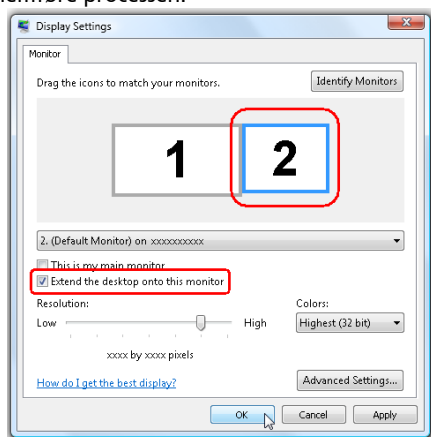 Display Settings
Monitor
Drag the icons to match your monitors.
Identify Monitors
1
2
2. (Default Monitor) on xxxxxxxxxx
This is my main monitor
Extend the desktop onto this monitor
Resolution:
Colors:
Low
High
Highest (32 bit)
xxxx by xxxx pixels
How do I get the best display?
Advanced Settings...
OK
Cancel
Apply